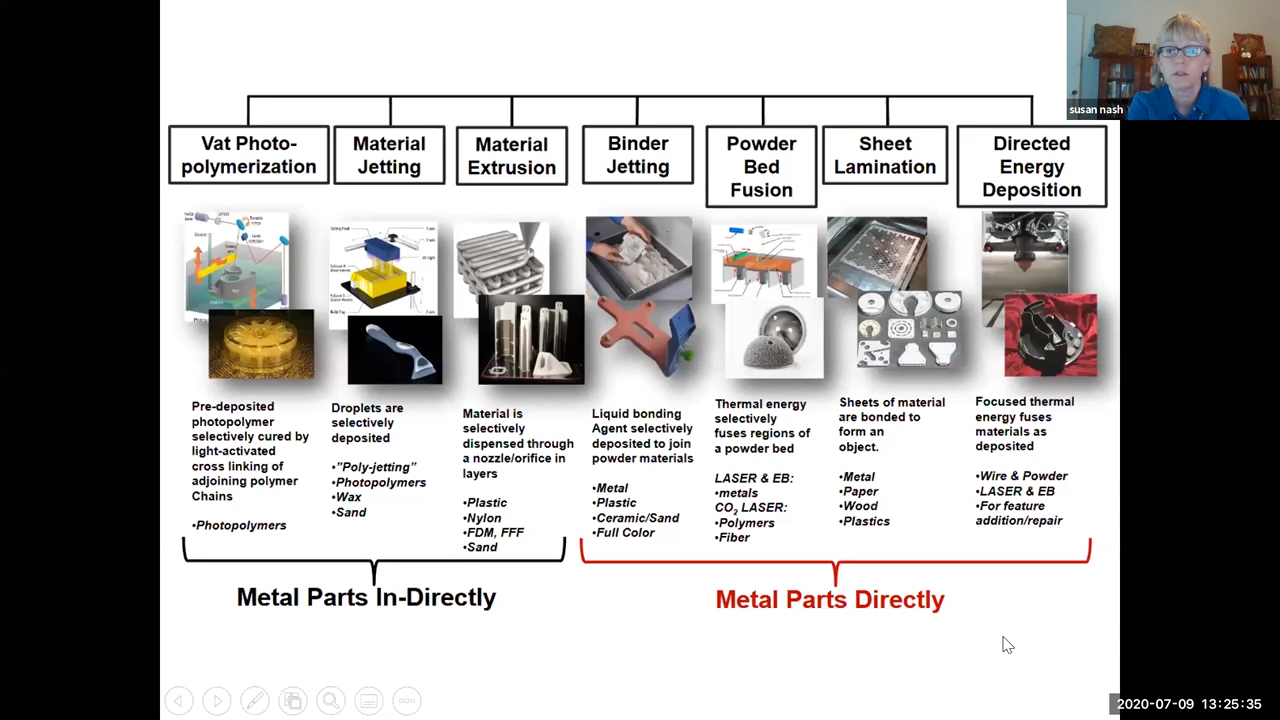 susan nash
Vat Photo-
polymerization
Material
Jetting
Material
Extrusion
Binder
Jetting
Powder
Bed
Fusion
Sheet
Lamination
Directed
Energy
Deposition
Pre-deposited
photopolymer
selectively cured by
light-activated
cross linking of
adjoining polymer
Chains
•Photopolymers
Droplets are
selectively
deposited
•"Poly-jetting"
•Photopolymers
•Wax
•Sand
Material is
selectively
dispensed through
a nozzle/orifice in
layers
•Plastic
•Nylon
•FDM, FFF
•Sand
Liquid bonding
Agent selectively
deposited to join
powder materials
•Metal
•Plastic
•Ceramic/Sand
•Full Color
Thermal energy
selectively
fuses regions of
a powder bed
LASER & EB:
•metals
CO₂ LASER:
•Polymers
•Fiber
Sheets of material
are bonded to
form an
object.
•Metal
•Paper
•Wood
•Plastics
Focused thermal
energy fuses
materials as
deposited
•Wire & Powder
•LASER & EB
•For feature
addition/repair
Metal Parts In-Directly
Metal Parts Directly
2020-07-09 13:25:35